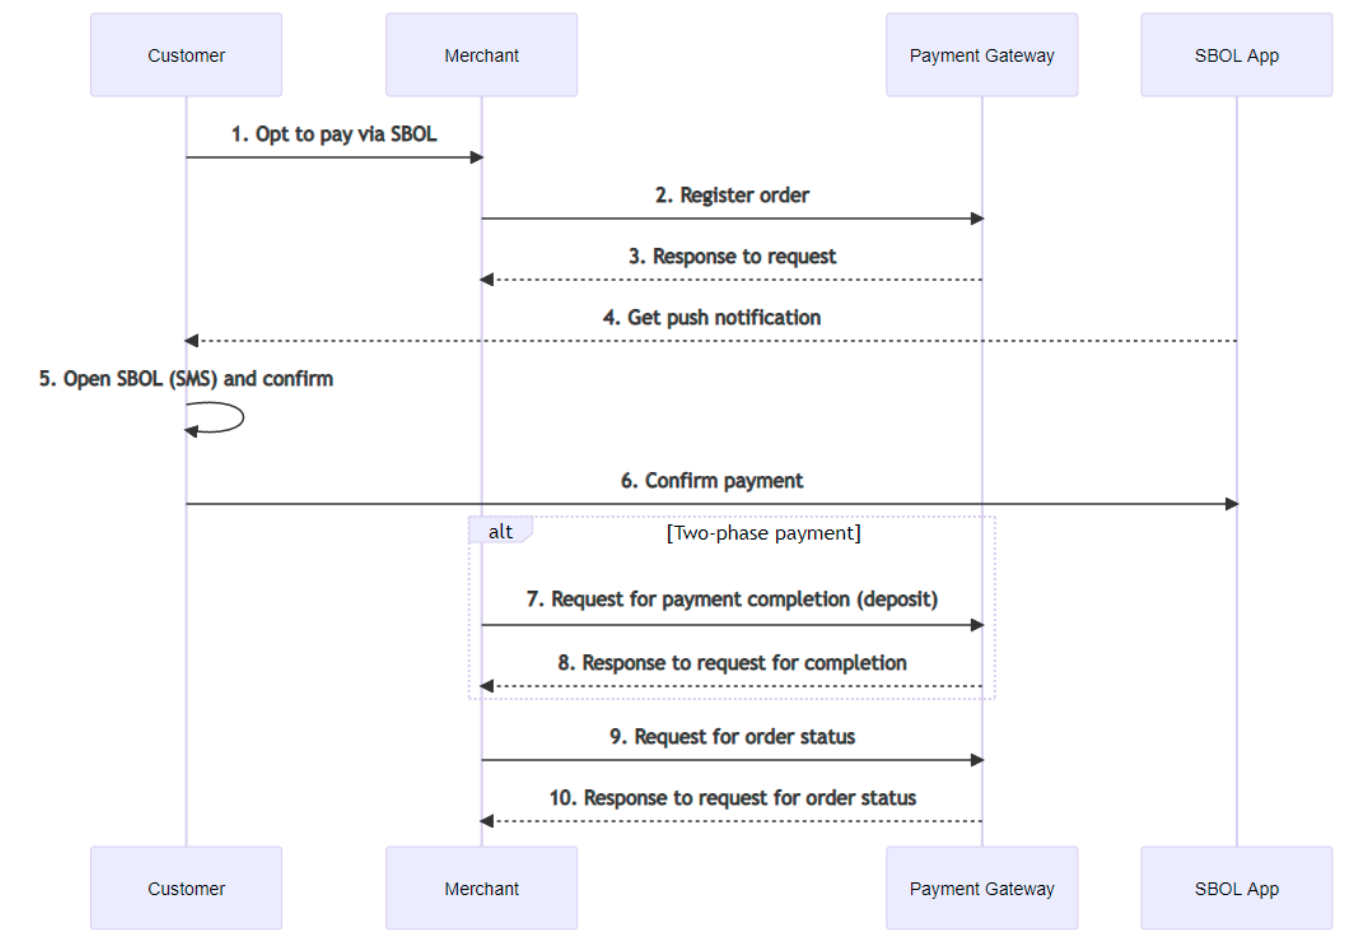 Customer
Merchant
Payment Gateway
SBOL App
1. Opt to pay via SBOL
2. Register order
3. Response to request
4. Get push notification
5. Open SBOL (SMS) and confirm
6. Confirm payment
alt
[Two-phase payment]
7. Request for payment completion (deposit)
8. Response to request for completion
9. Request for order status
10. Response to request for order status
Customer
Merchant
Payment Gateway
SBOL App